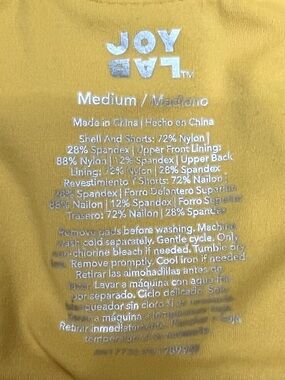 JOY
LAB
TM
Medium / Mediano
Made in China | Hecho en China
Shell And Shorts: 72% Nylon |
28% Spandex | Upper Front Lining:
88% Nylon | 12% Spandex | Upper Back
Lining: 72% Nylon | 28% Spandex
Revestimiento Y Shorts: 72% Nailon |
28% Spandex | Forro Delantero Superior:
88% Nailon | 12% Spandex | Forro Superior
Trasero: 72% Nailon | 28% Spandex
Remove pads before washing. Machine
wash cold separately. Gentle cycle. Only
non-chlorine bleach if needed. Tumble dry
low. Remove promptly. Cool iron if needed
Retirar las almohadillas antes de
lavar. Lavar a máquina con agua fría
por separado. Ciclo delicado. Solo
blanqueador sin cloro si
a máquina a
Retirar inmediatamente.
temperatura si es necesario